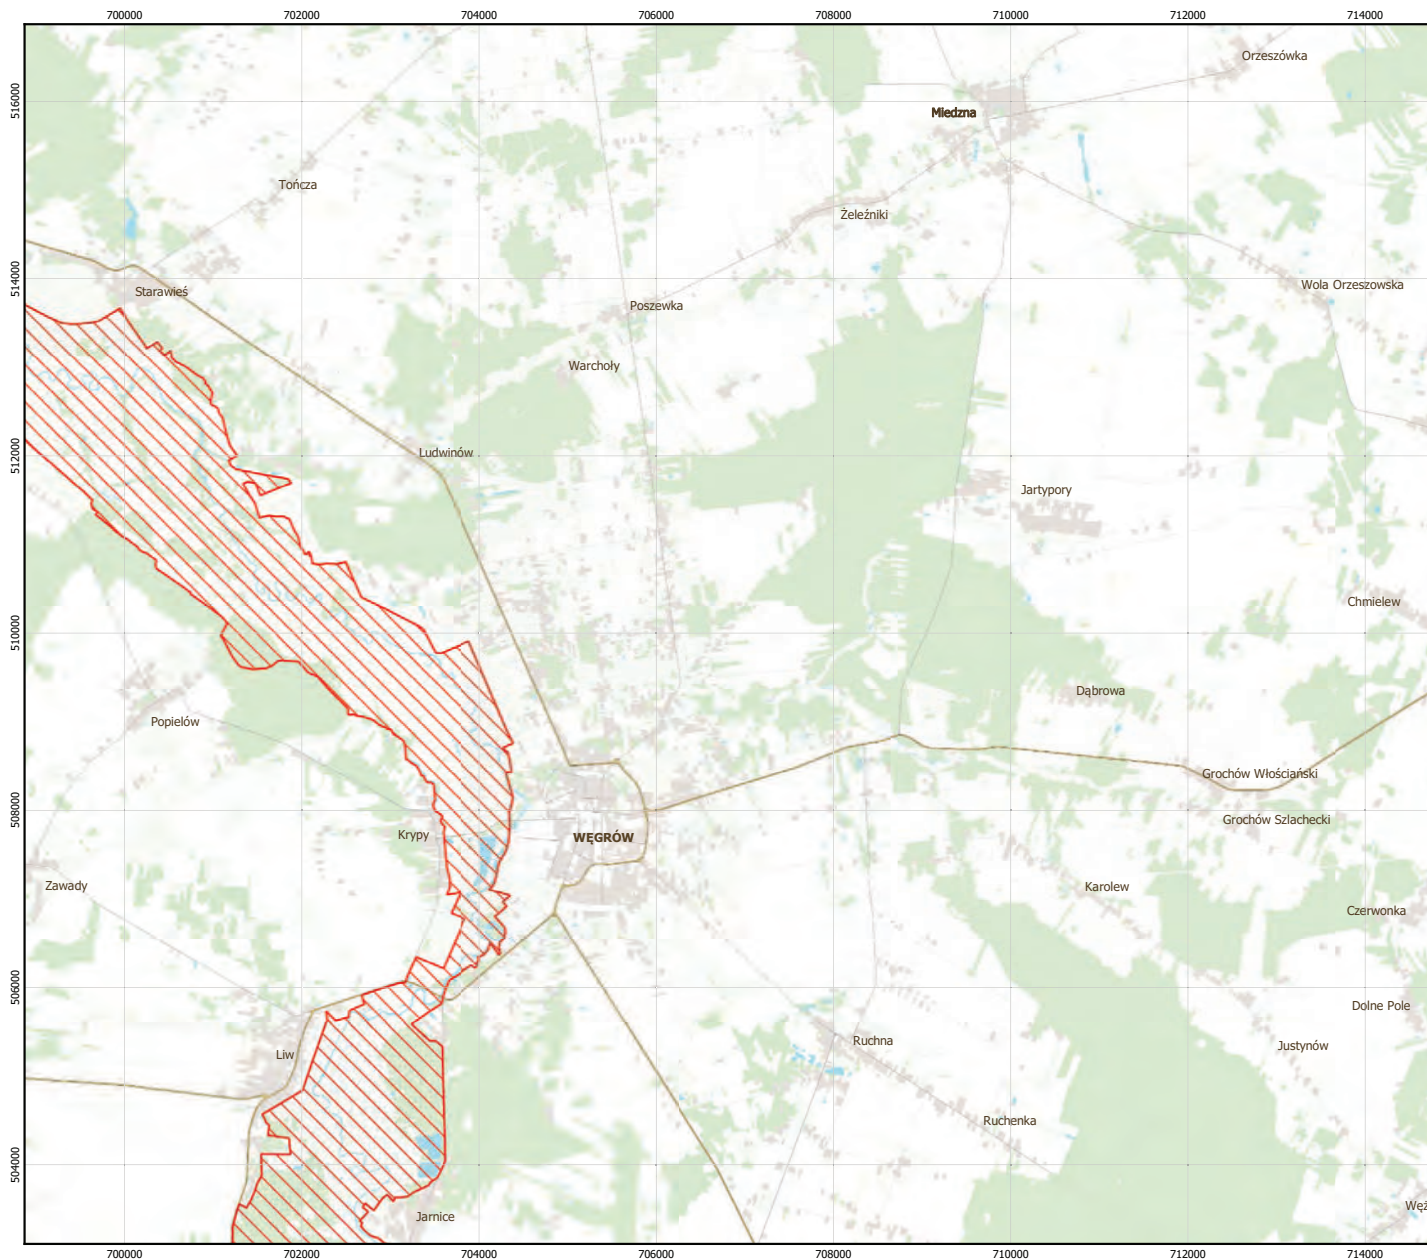 700000 702000 704000 706000 708000 710000 712000 714000
Orzeszówka
516000
Miedzna
Tończa
Żeleźniki
514000
Starawieś
Wola Orzeszowska
Poszewka
Warchoły
512000
Ludwinów
Jartypory
Chmielew
510000
Dąbrowa
Popielów
Grochów Włościański
508000
Grochów Szlachecki
Krypy
WĘGRÓW
Zawady
Karolew
Czerwonka
506000
Dolne Pole
Ruchna
Justynów
Liw
Ruchenka
504000
Węż
Jarnice
700000 702000 704000 706000 708000 710000 712000 714000